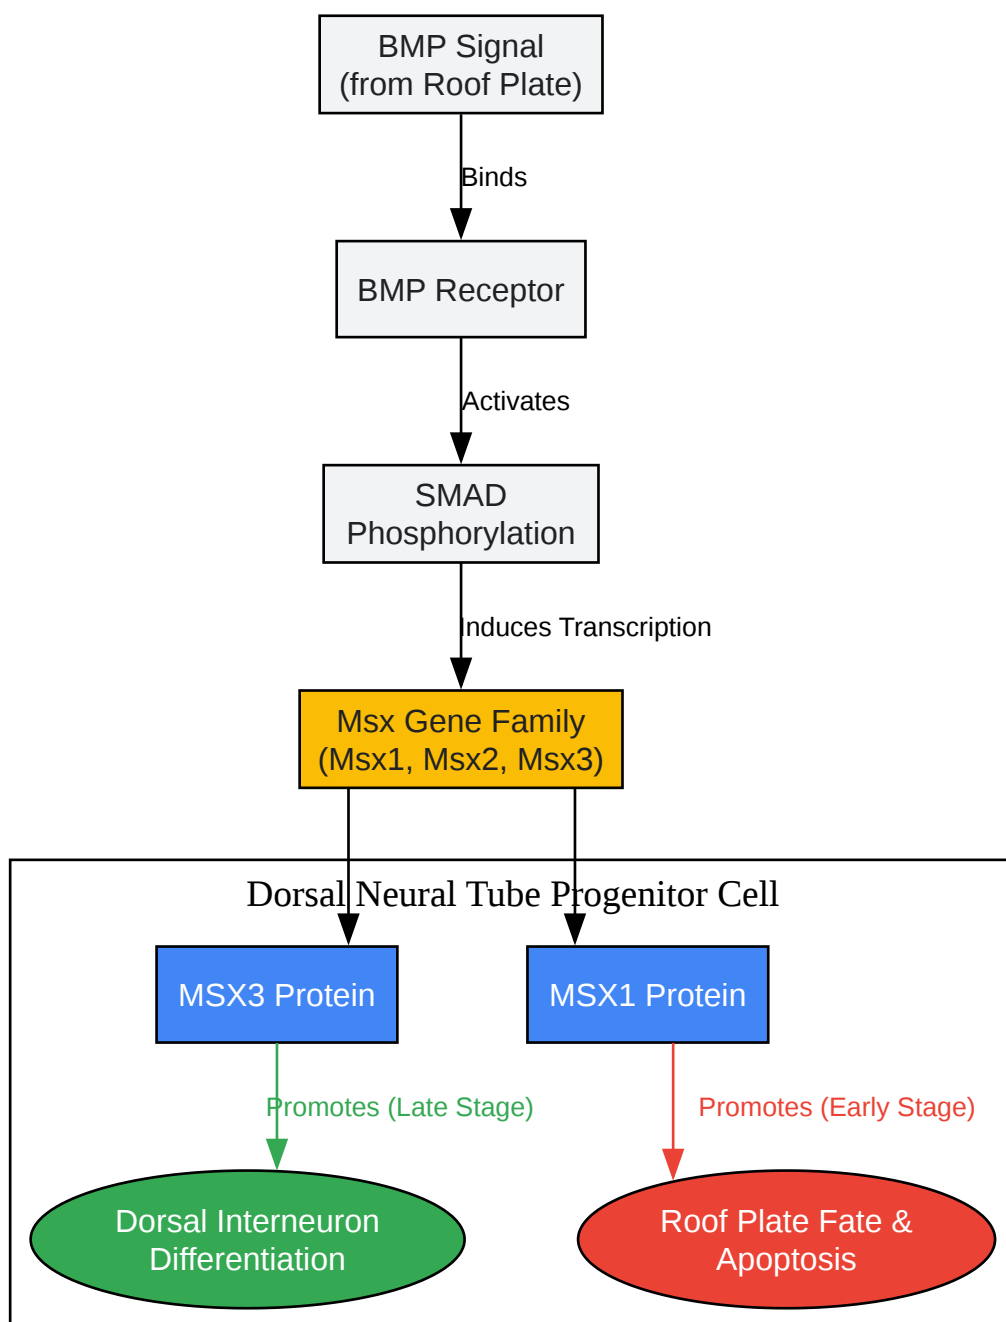 BMP Signal
(from Roof Plate)
Binds
BMP Receptor
Activates
SMAD
Phosphorylation
Induces Transcription
Msx Gene Family
(Msx1, Msx2, Msx3)
Dorsal Neural Tube Progenitor Cell
MSX3 Protein
MSX1 Protein
Promotes (Late Stage)
Promotes (Early Stage)
Dorsal Interneuron
Differentiation
Roof Plate Fate &
Apoptosis